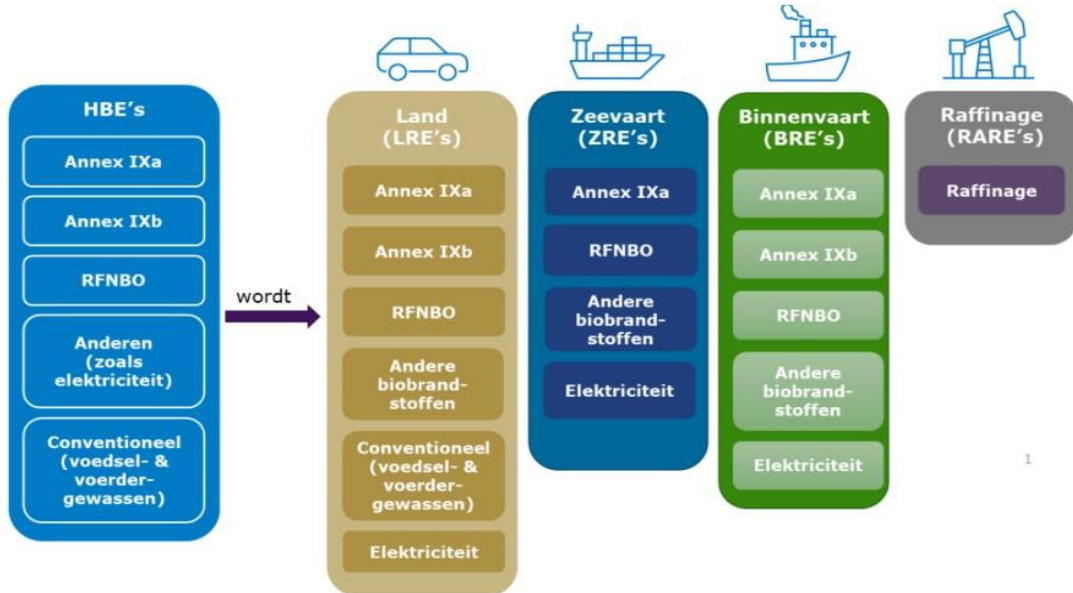 HBE's
Annex IXa
Annex IXb
RFNBO
Anderen
(zoals
elektriciteit)
Conventioneel
(voedsel- &
voerder-
gewassen)
wordt
Land
(LRE's)
Annex IXa
Annex IXb
RFNBO
Andere
biobrand-
stoffen
Conventioneel
(voedsel- &
voerder-
gewassen)
Elektriciteit
Zeevaart
(ZRE's)
Annex IXa
RFNBO
Andere
biobrand-
stoffen
Elektriciteit
Binnenvaart
(BRE's)
Annex IXa
Annex IXb
RFNBO
Andere
biobrand-
stoffen
Elektriciteit
Raffinage
(RARE's)
Raffinage
1